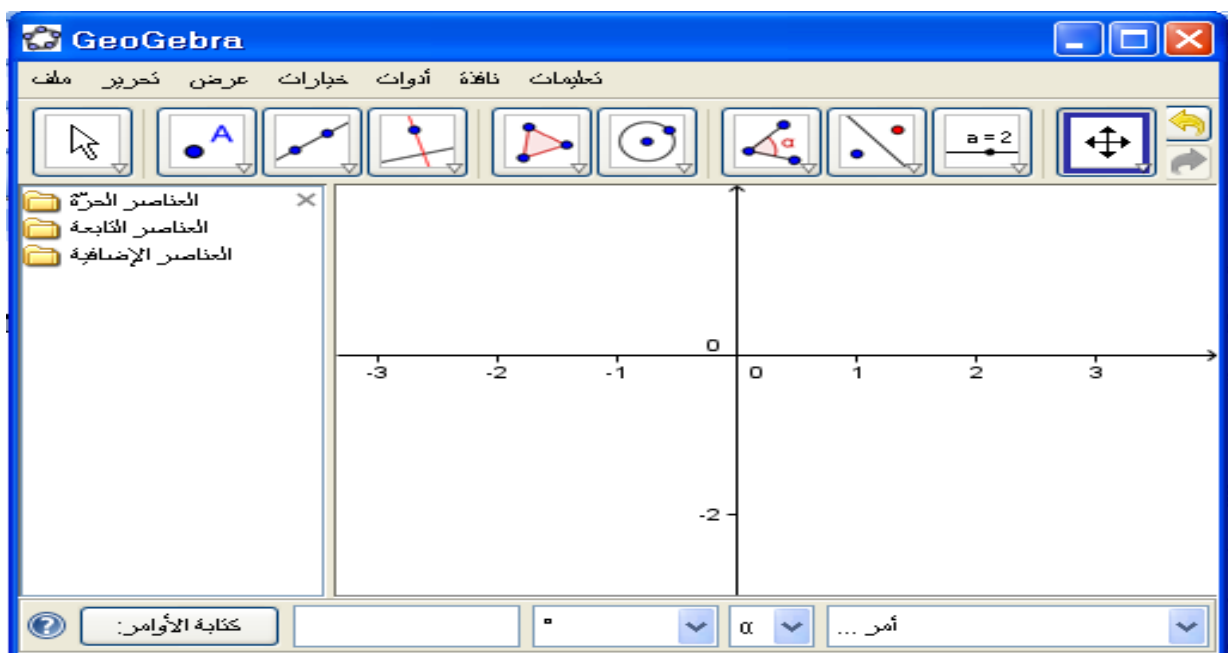 GeoGebra
ملف تحرير عرض خيارات أدوات نافذة تعليمات
A α a = 2
العناصر الحرّة
العناصر التابعة
العناصر الإضافية
0
-3 -2 -1 0 1 2 3
-2
كتابة الأوامر: ° α أمر ...